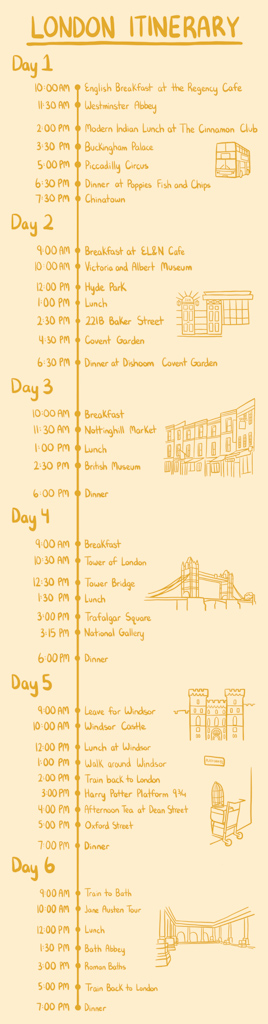 LONDON ITINERARY
Day 1
10:00 AM English Breakfast at the Regency Cafe
11:30 AM Westminster Abbey
2:00 PM Modern Indian Lunch at The Cinnamon Club
3:30 PM Buckingham Palace
5:00 PM Piccadilly Circus
6:30 PM Dinner at Poppies Fish and Chips
7:30 PM Chinatown
Day 2
9:00 AM Breakfast at EL&N Cafe
10:00 AM Victoria and Albert Museum
12:00 PM Hyde Park
1:00 PM Lunch
2:30 PM 221B Baker Street
4:30 PM Covent Garden
6:30 PM Dinner at Dishoom Covent Garden
Day 3
10:00 AM Breakfast
11:30 AM Nottinghill Market
1:00 PM Lunch
2:30 PM British Museum
6:00 PM Dinner
Day 4
9:00 AM Breakfast
10:30 AM Tower of London
12:30 PM Tower Bridge
1:30 PM Lunch
3:00 PM Trafalgar Square
3:15 PM National Gallery
6:00 PM Dinner
Day 5
9:00 AM Leave for Windsor
10:00 AM Windsor Castle
12:00 PM Lunch at Windsor
1:00 PM Walk around Windsor
2:00 PM Train back to London
3:00 PM Harry Potter Platform 9¾
4:00 PM Afternoon Tea at Dean Street
5:00 PM Oxford Street
7:00 PM Dinner
Day 6
9:00 AM Train to Bath
10:00 AM Jane Austen Tour
12:00 PM Lunch
1:30 PM Bath Abbey
3:00 PM Roman Baths
5:00 PM Train Back to London
7:00 PM Dinner